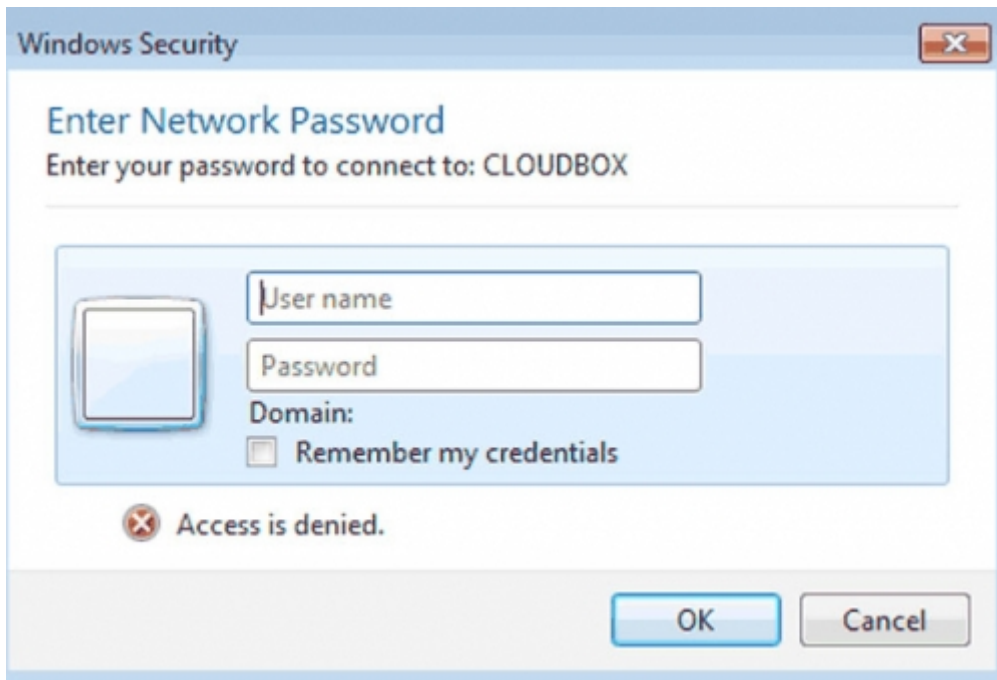 Windows Security
Enter Network Password
Enter your password to connect to: CLOUDBOX
User name
Password
Domain:
Remember my credentials
Access is denied.
OK
Cancel